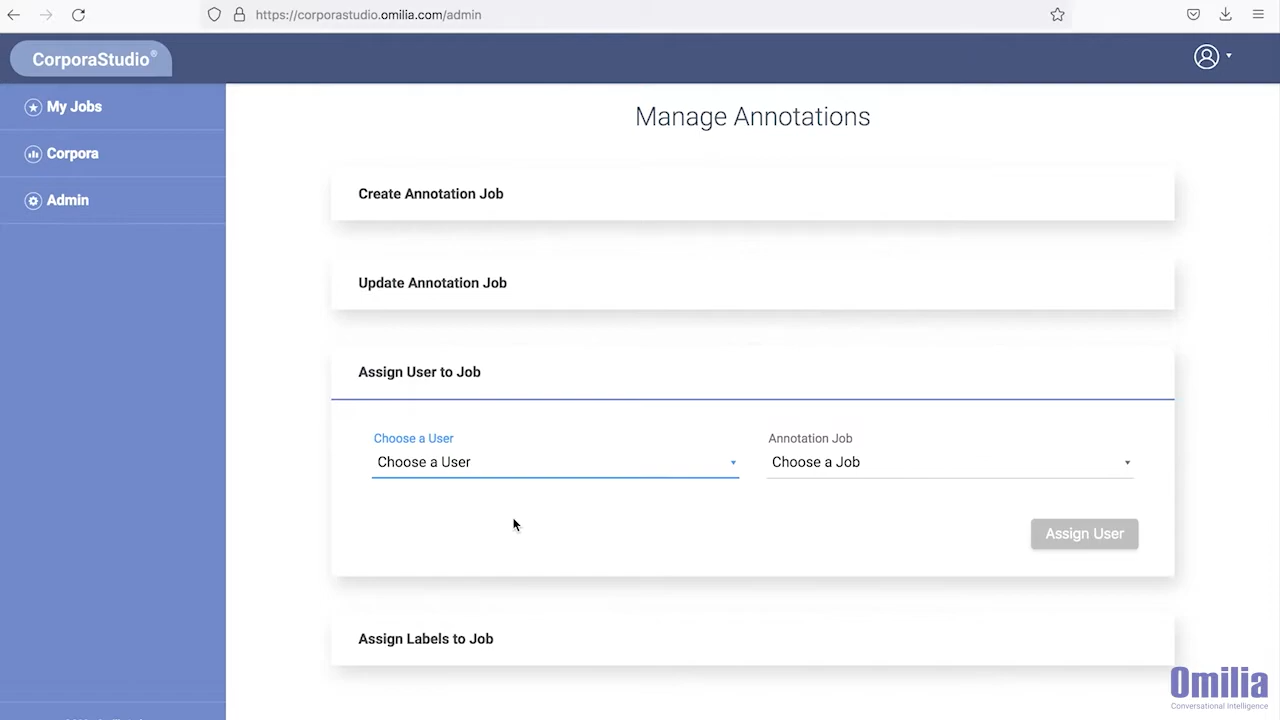 https://corporastudio.omilia.com/admin
CorporaStudio®
My Jobs
Corpora
Admin
Manage Annotations
Create Annotation Job
Update Annotation Job
Assign User to Job
Choose a User
Annotation Job
Choose a User
Choose a Job
Assign User
Assign Labels to Job
Omilia
Conversational Intelligence